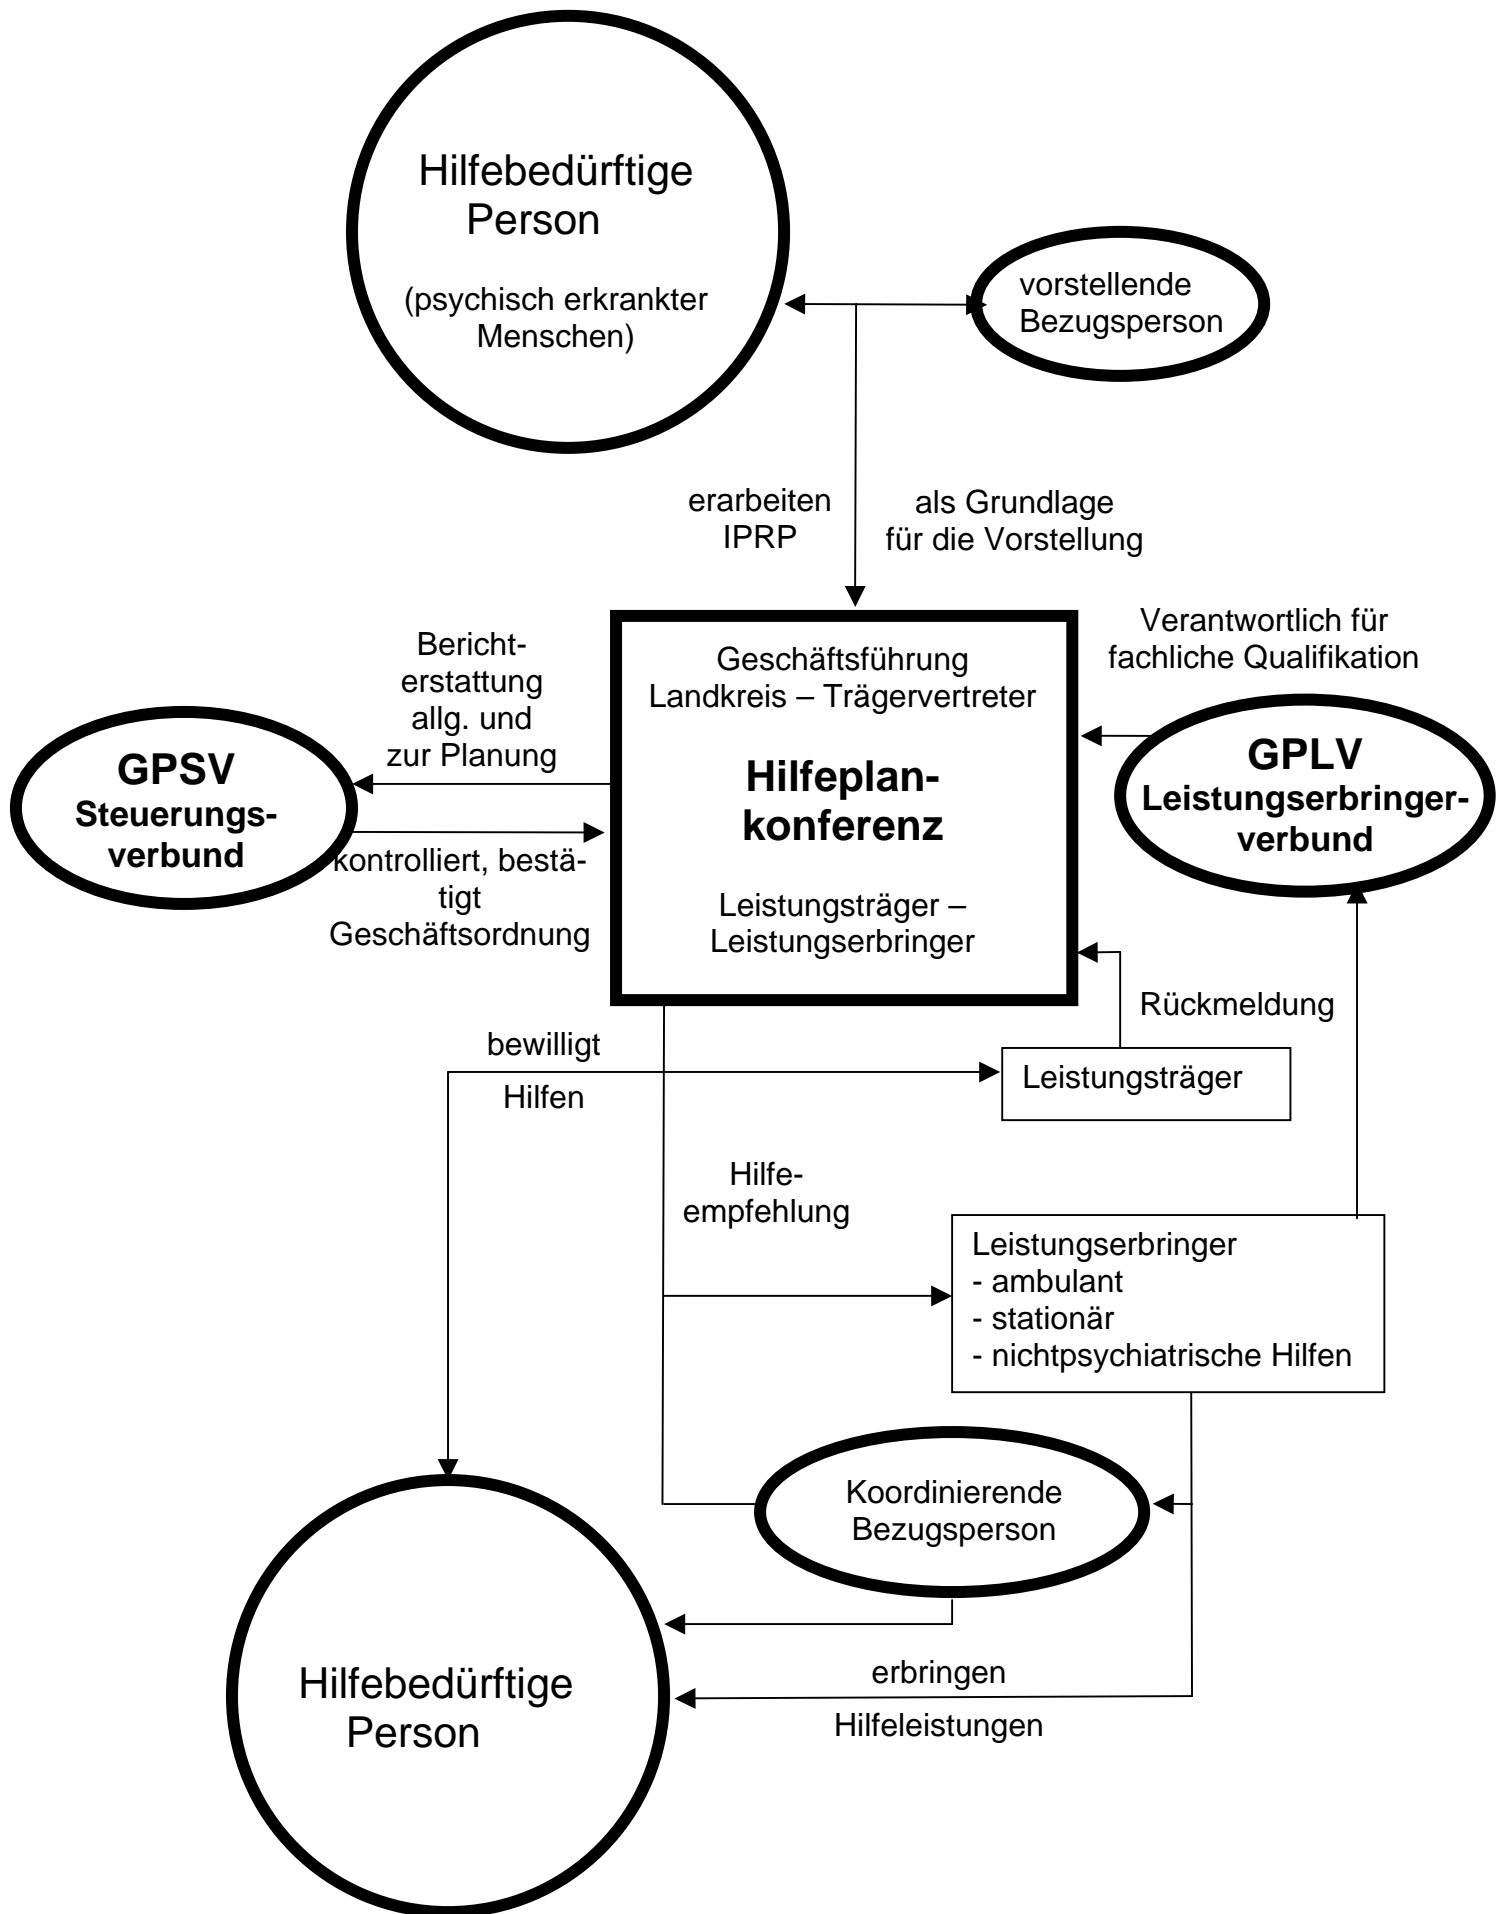 Hilfebedürftige
Person
(psychisch erkrankter
Menschen)
vorstellende
Bezugsperson
erarbeiten
IPRP
als Grundlage
für die Vorstellung
Bericht-
erstattung
allg. und
zur Planung
GPSV
Steuerungs-
verbund
kontrolliert, bestä-
tigt
Geschäftsordnung
Geschäftsführung
Landkreis – Trägervertreter
Hilfeplan-
konferenz
Leistungsträger –
Leistungserbringer
Verantwortlich für
fachliche Qualifikation
GPLV
Leistungserbringer-
verbund
Rückmeldung
bewilligt
Hilfen
Leistungsträger
Hilfe-
empfehlung
Leistungserbringer
- ambulant
- stationär
- nichtpsychiatrische Hilfen
Koordinierende
Bezugsperson
erbringen
Hilfeleistungen
Hilfebedürftige
Person